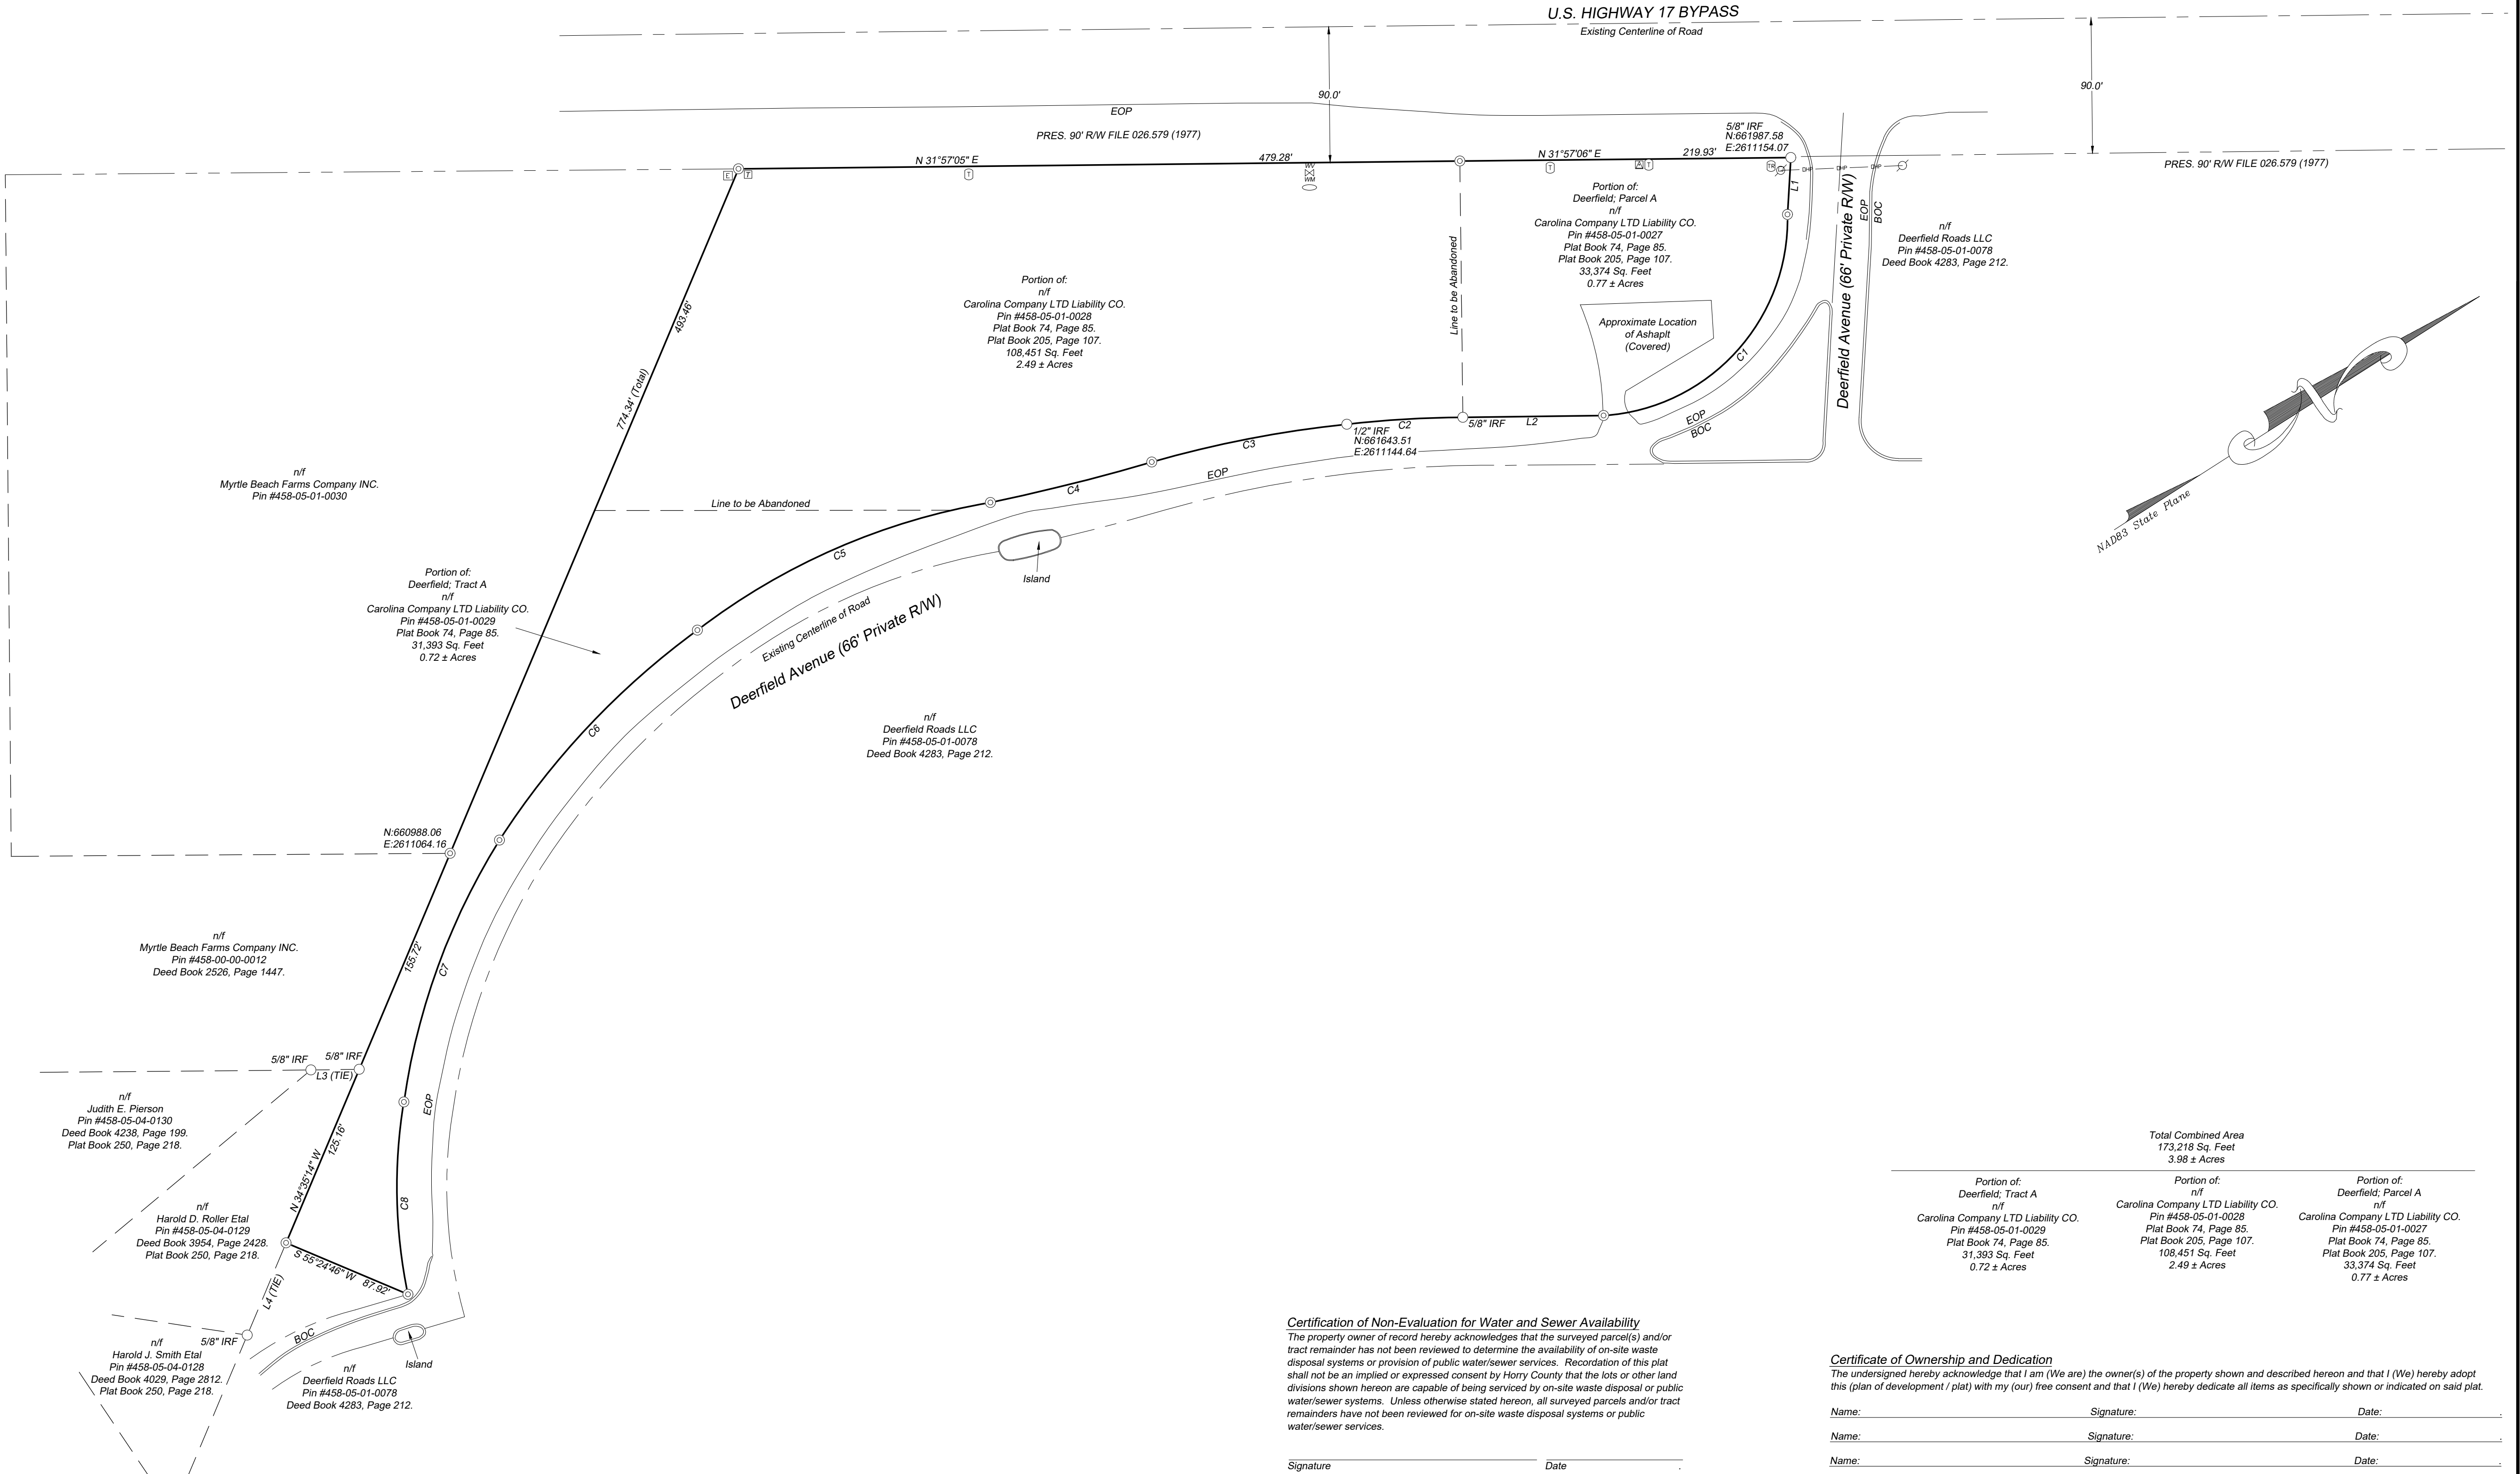 U.S. HIGHWAY 17 BYPASS
Existing Centerline of Road
90.0'
90.0'
EOP
PRES. 90' R/W FILE 026.579 (1977)
5/8" IRF
N:661987.58
E:2611154.07
N 31°57'05" E
479.28'
N 31°57'06" E
219.93'
PRES. 90' R/W FILE 026.579 (1977)
E
T
T
WV
WM
T
A
T
TR
OHP
OHP
OHP
L1
Portion of:
Deerfield; Parcel A
n/f
Carolina Company LTD Liability CO.
Pin #458-05-01-0027
Plat Book 74, Page 85.
Plat Book 205, Page 107.
33,374 Sq. Feet
0.77 ± Acres
Deerfield Avenue (66' Private R/W)
EOP
BOC
n/f
Deerfield Roads LLC
Pin #458-05-01-0078
Deed Book 4283, Page 212.
Portion of:
n/f
Carolina Company LTD Liability CO.
Pin #458-05-01-0028
Plat Book 74, Page 85.
Plat Book 205, Page 107.
108,451 Sq. Feet
2.49 ± Acres
Line to be Abandoned
Approximate Location
of Ashaplt
(Covered)
C1
493.46'
774.34' (Total)
EOP
BOC
L2
5/8" IRF
C2
1/2" IRF
N:661643.51
E:2611144.64
C3
EOP
C4
NAD83 State Plane
n/f
Myrtle Beach Farms Company INC.
Pin #458-05-01-0030
Line to be Abandoned
C5
Island
Portion of:
Deerfield; Tract A
n/f
Carolina Company LTD Liability CO.
Pin #458-05-01-0029
Plat Book 74, Page 85.
31,393 Sq. Feet
0.72 ± Acres
Existing Centerline of Road
Deerfield Avenue (66' Private R/W)
C6
n/f
Deerfield Roads LLC
Pin #458-05-01-0078
Deed Book 4283, Page 212.
N:660988.06
E:2611064.16
n/f
Myrtle Beach Farms Company INC.
Pin #458-00-00-0012
Deed Book 2526, Page 1447.
155.72'
C7
5/8" IRF
5/8" IRF
L3 (TIE)
n/f
Judith E. Pierson
Pin #458-05-04-0130
Deed Book 4238, Page 199.
Plat Book 250, Page 218.
EOP
125.16'
N 34°35'14" W
C8
n/f
Harold D. Roller Etal
Pin #458-05-04-0129
Deed Book 3954, Page 2428.
Plat Book 250, Page 218.
S 55°24'46" W 87.92'
L4 (TIE)
BOC
5/8" IRF
n/f
Harold J. Smith Etal
Pin #458-05-04-0128
Deed Book 4029, Page 2812.
Plat Book 250, Page 218.
Island
n/f
Deerfield Roads LLC
Pin #458-05-01-0078
Deed Book 4283, Page 212.
Total Combined Area
173,218 Sq. Feet
3.98 ± Acres
Portion of:
Deerfield; Tract A
n/f
Carolina Company LTD Liability CO.
Pin #458-05-01-0029
Plat Book 74, Page 85.
31,393 Sq. Feet
0.72 ± Acres
Portion of:
n/f
Carolina Company LTD Liability CO.
Pin #458-05-01-0028
Plat Book 74, Page 85.
Plat Book 205, Page 107.
108,451 Sq. Feet
2.49 ± Acres
Portion of:
Deerfield; Parcel A
n/f
Carolina Company LTD Liability CO.
Pin #458-05-01-0027
Plat Book 74, Page 85.
Plat Book 205, Page 107.
33,374 Sq. Feet
0.77 ± Acres
Certification of Non-Evaluation for Water and Sewer Availability
The property owner of record hereby acknowledges that the surveyed parcel(s) and/or
tract remainder has not been reviewed to determine the availability of on-site waste
disposal systems or provision of public water/sewer services. Recordation of this plat
shall not be an implied or expressed consent by Horry County that the lots or other land
divisions shown hereon are capable of being serviced by on-site waste disposal or public
water/sewer systems. Unless otherwise stated hereon, all surveyed parcels and/or tract
remainders have not been reviewed for on-site waste disposal systems or public
water/sewer services.
Signature Date .
Certificate of Ownership and Dedication
The undersigned hereby acknowledge that I am (We are) the owner(s) of the property shown and described hereon and that I (We) hereby adopt
this (plan of development / plat) with my (our) free consent and that I (We) hereby dedicate all items as specifically shown or indicated on said plat.
Name: Signature: Date: .
Name: Signature: Date: .
Name: Signature: Date: .